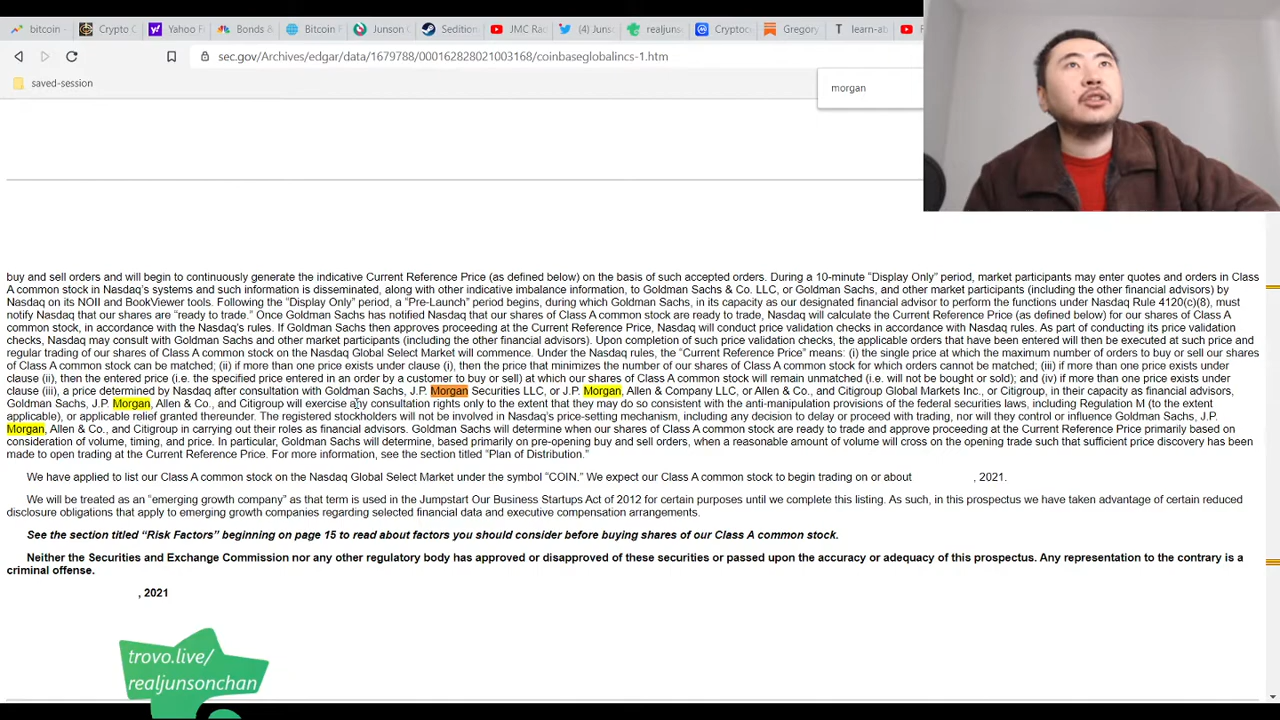 bitcoin
Crypto C
Yahoo F
Bonds &
Bitcoin F
Junson C
Sedition
JMC Ra
(4) Juns
realjuns
Cryptoc
Gregory
learn-ab
sec.gov/Archives/edgar/data/1679788/000162828021003168/coinbaseglobalincs-1.htm
saved-session
morgan
buy and sell orders and will begin to continuously generate the indicative Current Reference Price (as defined below) on the basis of such accepted orders. During a 10-minute "Display Only" period, market participants may enter quotes and orders in Class
A common stock in Nasdaq's systems and such information is disseminated, along with other indicative imbalance information, to Goldman Sachs & Co. LLC, or Goldman Sachs, and other market participants (including the other financial advisors) by
Nasdaq on its NOII and BookViewer tools. Following the "Display Only" period, a "Pre-Launch" period begins, during which Goldman Sachs, in its capacity as our designated financial advisor to perform the functions under Nasdaq Rule 4120(c)(8), must
notify Nasdaq that our shares are "ready to trade." Once Goldman Sachs has notified Nasdaq that our shares of Class A common stock are ready to trade, Nasdaq will calculate the Current Reference Price (as defined below) for our shares of Class A
common stock, in accordance with the Nasdaq's rules. If Goldman Sachs then approves proceeding at the Current Reference Price, Nasdaq will conduct price validation checks in accordance with Nasdaq rules. As part of conducting its price validation
checks, Nasdaq may consult with Goldman Sachs and other market participants (including the other financial advisors). Upon completion of such price validation checks, the applicable orders that have been entered will then be executed at such price and
regular trading of our shares of Class A common stock on the Nasdaq Global Select Market will commence. Under the Nasdaq rules, the "Current Reference Price" means: (i) the single price at which the maximum number of orders to buy or sell our shares
of Class A common stock can be matched; (ii) if more than one price exists under clause (i), then the price that minimizes the number of our shares of Class A common stock for which orders cannot be matched; (iii) if more than one price exists under
clause (ii), then the entered price (i.e. the specified price entered in an order by a customer to buy or sell) at which our shares of Class A common stock will remain unmatched (i.e. will not be bought or sold); and (iv) if more than one price exists under
clause (iii), a price determined by Nasdaq after consultation with Goldman Sachs, J.P. Morgan Securities LLC, or J.P. Morgan, Allen & Company LLC, or Allen & Co., and Citigroup Global Markets Inc., or Citigroup, in their capacity as financial advisors,
Goldman Sachs, J.P. Morgan, Allen & Co., and Citigroup will exercise any consultation rights only to the extent that they may do so consistent with the anti-manipulation provisions of the federal securities laws, including Regulation M (to the extent
applicable), or applicable relief granted thereunder. The registered stockholders will not be involved in Nasdaq's price-setting mechanism, including any decision to delay or proceed with trading, nor will they control or influence Goldman Sachs, J.P.
Morgan, Allen & Co., and Citigroup in carrying out their roles as financial advisors. Goldman Sachs will determine when our shares of Class A common stock are ready to trade and approve proceeding at the Current Reference Price primarily based on
consideration of volume, timing, and price. In particular, Goldman Sachs will determine, based primarily on pre-opening buy and sell orders, when a reasonable amount of volume will cross on the opening trade such that sufficient price discovery has been
made to open trading at the Current Reference Price. For more information, see the section titled "Plan of Distribution."
We have applied to list our Class A common stock on the Nasdaq Global Select Market under the symbol "COIN." We expect our Class A common stock to begin trading on or about , 2021.
We will be treated as an "emerging growth company" as that term is used in the Jumpstart Our Business Startups Act of 2012 for certain purposes until we complete this listing. As such, in this prospectus we have taken advantage of certain reduced
disclosure obligations that apply to emerging growth companies regarding selected financial data and executive compensation arrangements.
See the section titled "Risk Factors" beginning on page 15 to read about factors you should consider before buying shares of our Class A common stock.
Neither the Securities and Exchange Commission nor any other regulatory body has approved or disapproved of these securities or passed upon the accuracy or adequacy of this prospectus. Any representation to the contrary is a
criminal offense.
, 2021
trovo.live/
realjunsonchan